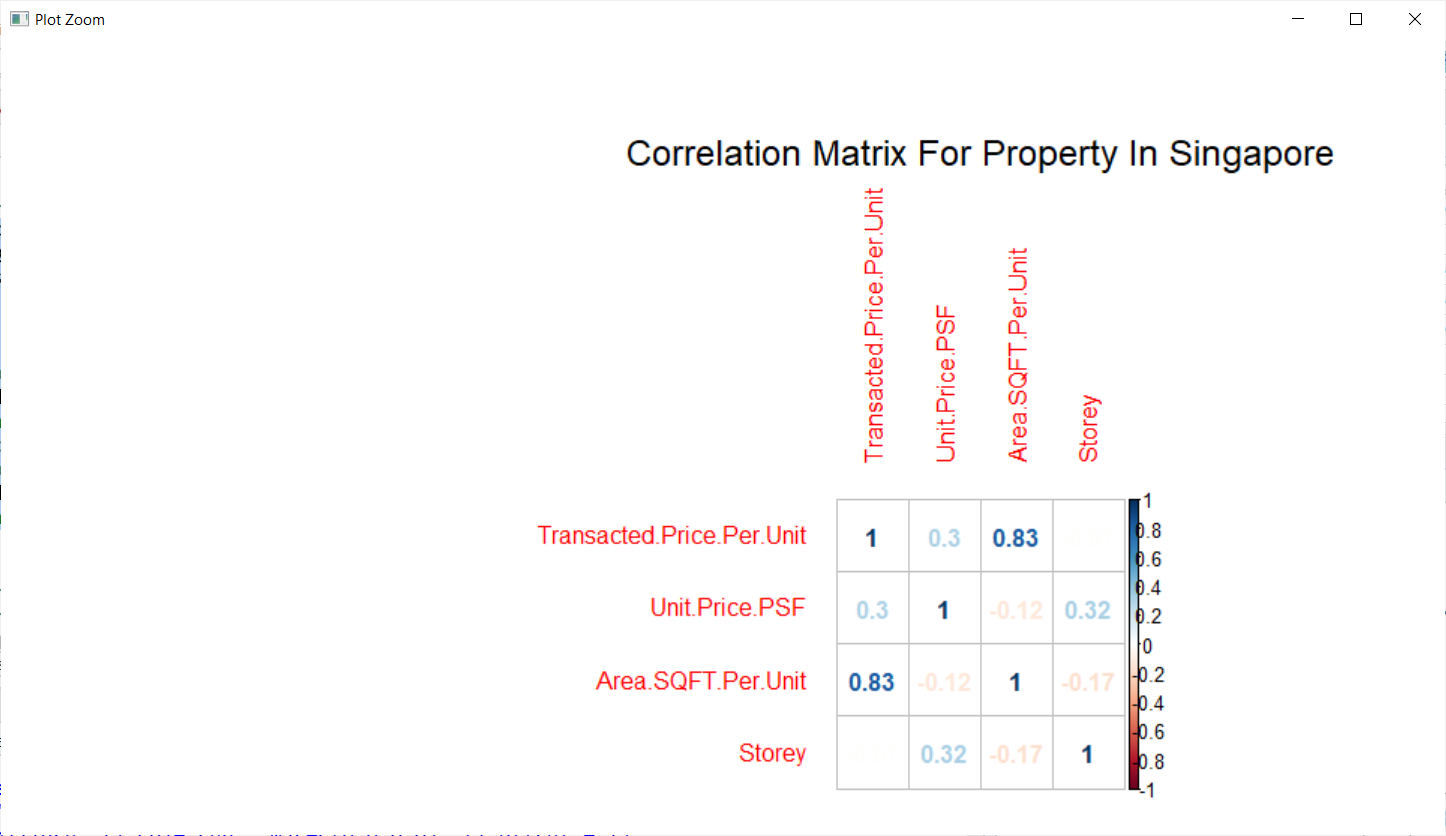 Plot Zoom
Correlation Matrix For Property In Singapore
Transacted.Price.Per.Unit
Unit.Price.PSF
Area.SQFT.Per.Unit
Storey
Transacted.Price.Per.Unit 1 0.3 0.83
Unit.Price.PSF 0.3 1 -0.12 0.32
Area.SQFT.Per.Unit 0.83 -0.12 1 -0.17
Storey 0.32 -0.17 1
1
0.8
0.6
0.4
0.2
0
-0.2
-0.4
-0.6
-0.8
-1